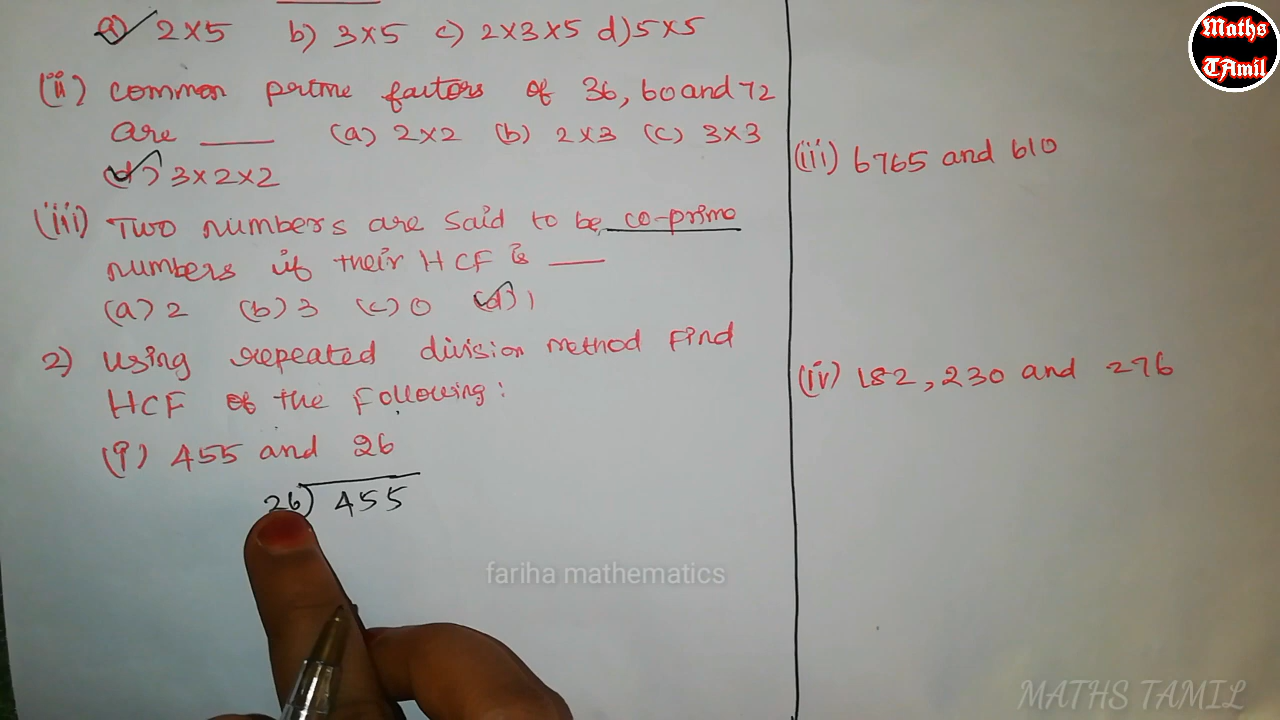 a) 2×5 b) 3×5 c) 2×3×5 d) 5×5
(ii) common prime factors of 36, 60 and 72
are ____ (a) 2×2 (b) 2×3 (c) 3×3
(d) 3×2×2
(iii) Two numbers are said to be co-prime
numbers if their HCF is ____
(a) 2 (b) 3 (c) 0 (d) 1
2) Using repeated division method find
HCF of the following:
(i) 455 and 26
26) 455
(iii) 6765 and 610
(iv) 182, 230 and 276
Maths
TAmil
fariha mathematics
MATHS TAMIL